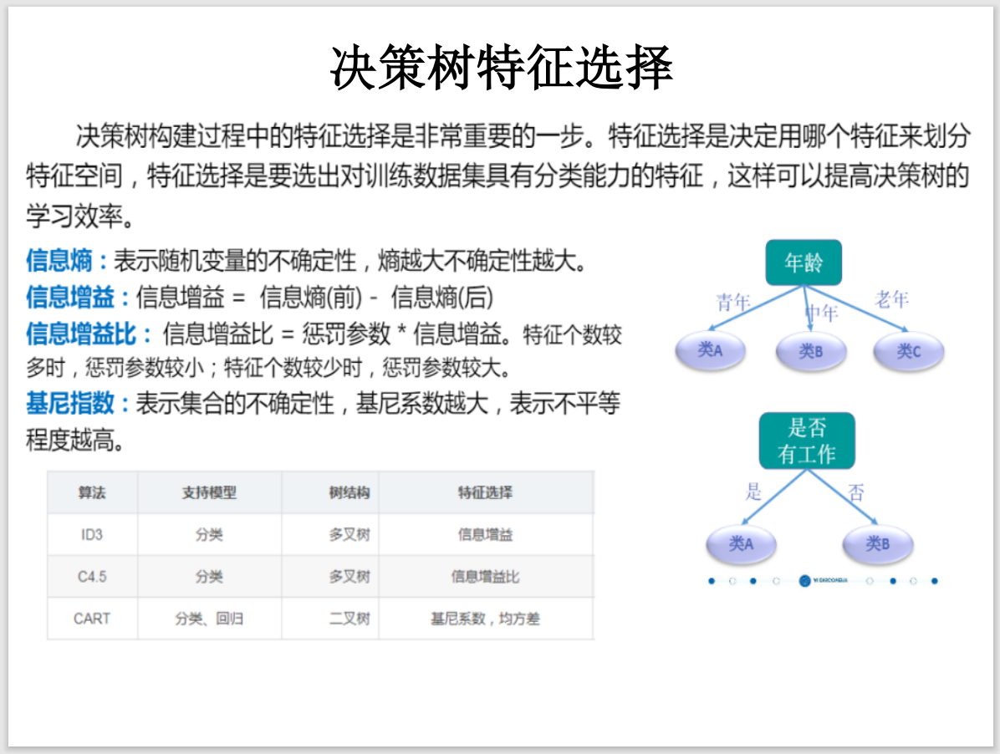 决策树特征选择
决策树构建过程中的特征选择是非常重要的一步。特征选择是决定用哪个特征来划分
特征空间，特征选择是要选出对训练数据集具有分类能力的特征，这样可以提高决策树的
学习效率。
信息熵：表示随机变量的不确定性，熵越大不确定性越大。
信息增益：信息增益 = 信息熵(前) - 信息熵(后)
信息增益比： 信息增益比 = 惩罚参数 * 信息增益。特征个数较
多时，惩罚参数较小；特征个数较少时，惩罚参数较大。
基尼指数：表示集合的不确定性，基尼系数越大，表示不平等
程度越高。
算法 支持模型 树结构 特征选择
ID3 分类 多叉树 信息增益
C4.5 分类 多叉树 信息增益比
CART 分类、回归 二叉树 基尼系数，均方差
年龄
青年 中年 老年
类A 类B 类C
是否
有工作
是 否
类A 类B